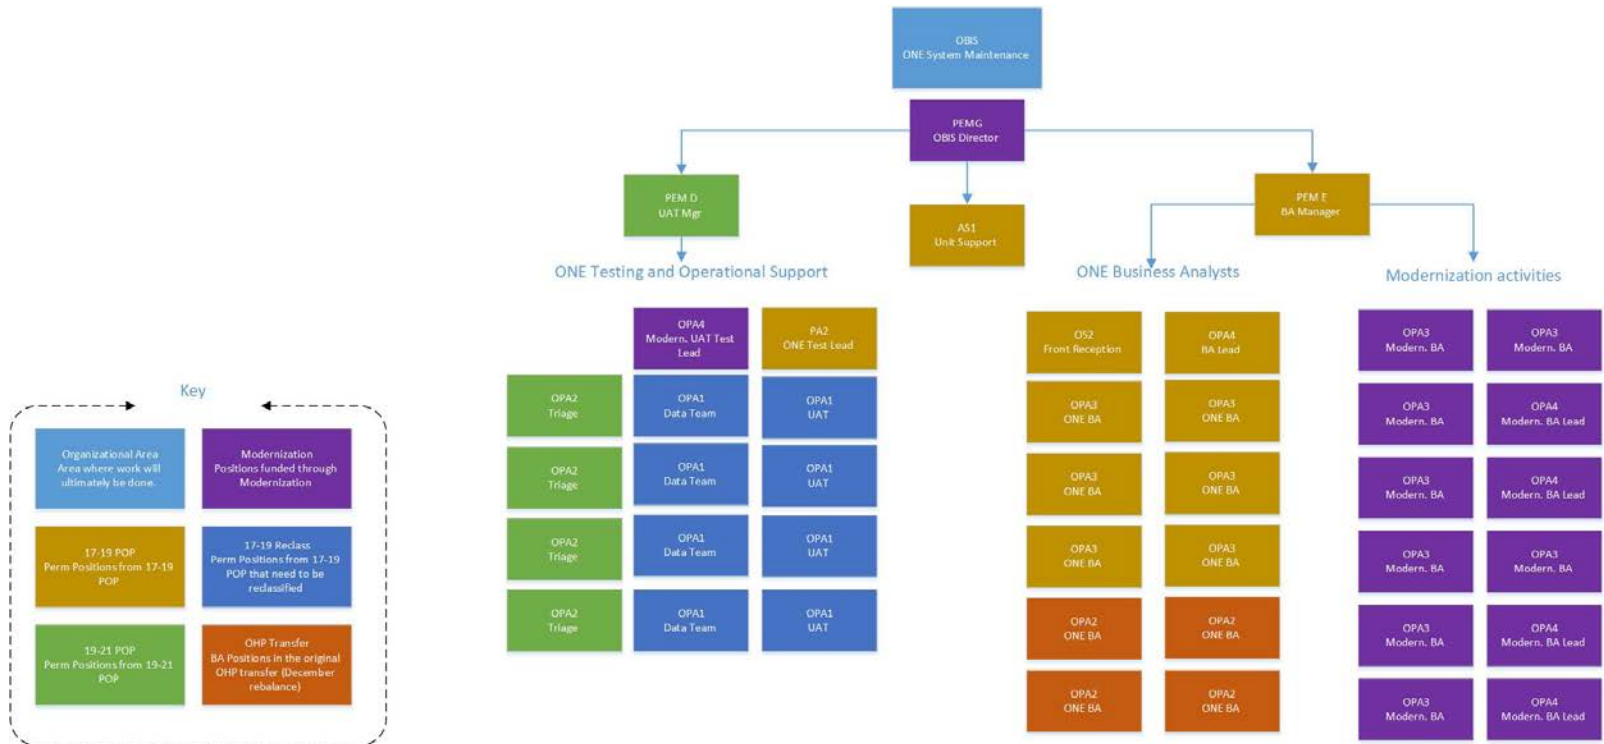 OBIS
ONE System Maintenance
PEMG
OBIS Director
PEM D
UAT Mgr
AS1
Unit Support
PEM E
BA Manager
ONE Testing and Operational Support
OPA4
Modern. UAT Test
Lead
PA2
ONE Test Lead
OPA2
Triage
OPA1
Data Team
OPA1
UAT
OPA2
Triage
OPA1
Data Team
OPA1
UAT
OPA2
Triage
OPA1
Data Team
OPA1
UAT
OPA2
Triage
OPA1
Data Team
OPA1
UAT
ONE Business Analysts
OS2
Front Reception
OPA4
BA Lead
OPA3
ONE BA
OPA3
ONE BA
OPA3
ONE BA
OPA3
ONE BA
OPA3
ONE BA
OPA3
ONE BA
OPA2
ONE BA
OPA2
ONE BA
OPA2
ONE BA
OPA2
ONE BA
Modernization activities
OPA3
Modern. BA
OPA3
Modern. BA
OPA3
Modern. BA
OPA4
Modern. BA Lead
OPA3
Modern. BA
OPA4
Modern. BA Lead
OPA3
Modern. BA
OPA3
Modern. BA
OPA3
Modern. BA
OPA4
Modern. BA Lead
OPA3
Modern. BA
OPA4
Modern. BA Lead
Key
Organizational Area
Area where work will
ultimately be done.
Modernization
Positions funded through
Modernization
17-19 POP
Perm Positions from 17-19
POP
17-19 Reclass
Perm Positions from 17-19
POP that need to be
reclassified
19-21 POP
Perm Positions from 19-21
POP
OHP Transfer
BA Positions in the original
OHP transfer (December
rebalance)